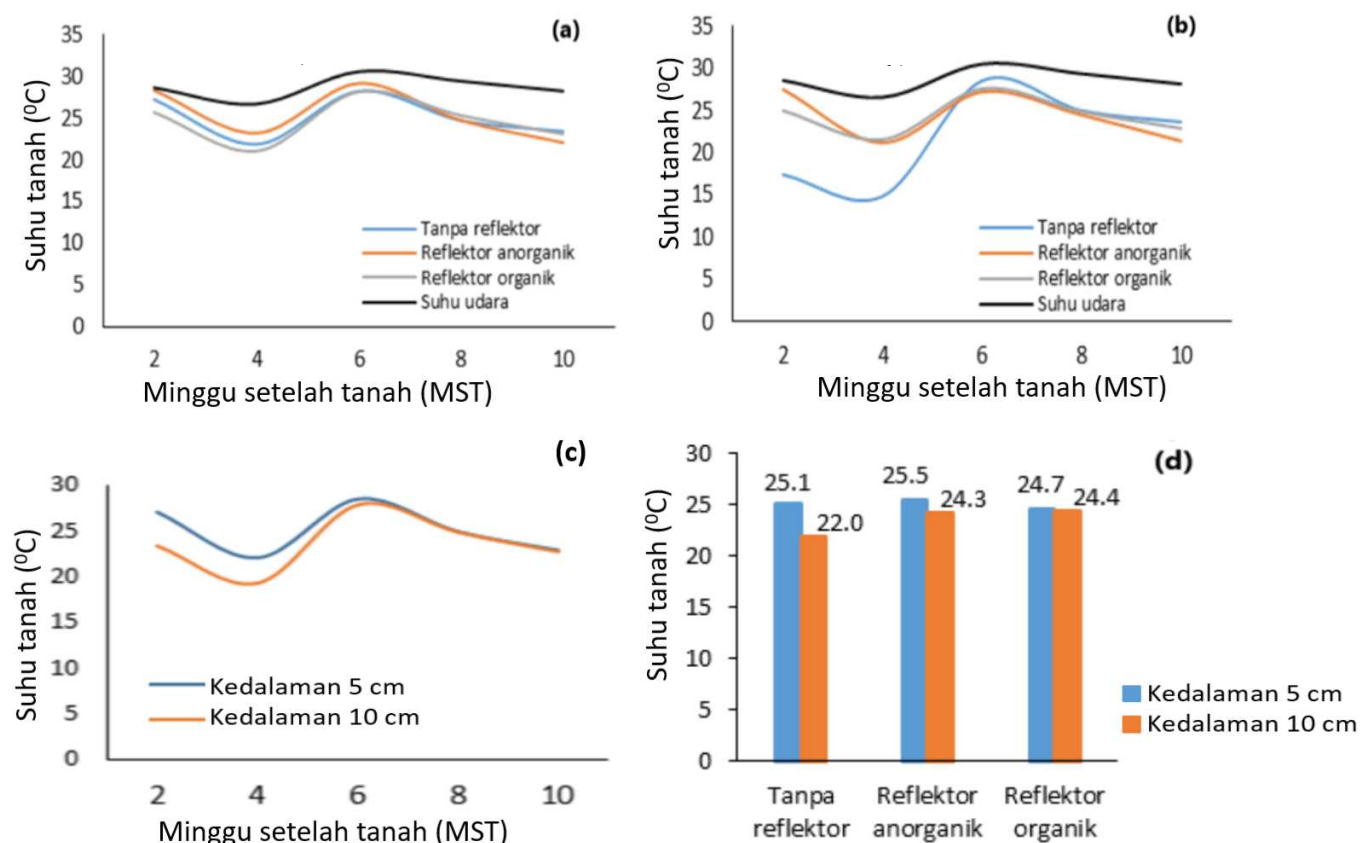 (a)
35
30
25
20
15
10
5
0
Suhu tanah (⁰C)
Tanpa reflektor
Reflektor anorganik
Reflektor organik
Suhu udara
2 4 6 8 10
Minggu setelah tanah (MST)
(b)
35
30
25
20
15
10
5
0
Suhu tanah (⁰C)
Tanpa reflektor
Reflektor anorganik
Reflektor organik
Suhu udara
2 4 6 8 10
Minggu setelah tanah (MST)
(c)
30
25
20
15
10
5
0
Suhu tanah (⁰C)
Kedalaman 5 cm
Kedalaman 10 cm
2 4 6 8 10
Minggu setelah tanah (MST)
(d)
30
25
20
15
10
5
0
Suhu tanah (⁰C)
25.1 22.0 25.5 24.3 24.7 24.4
Kedalaman 5 cm
Kedalaman 10 cm
Tanpa
reflektor
Reflektor
anorganik
Reflektor
organik